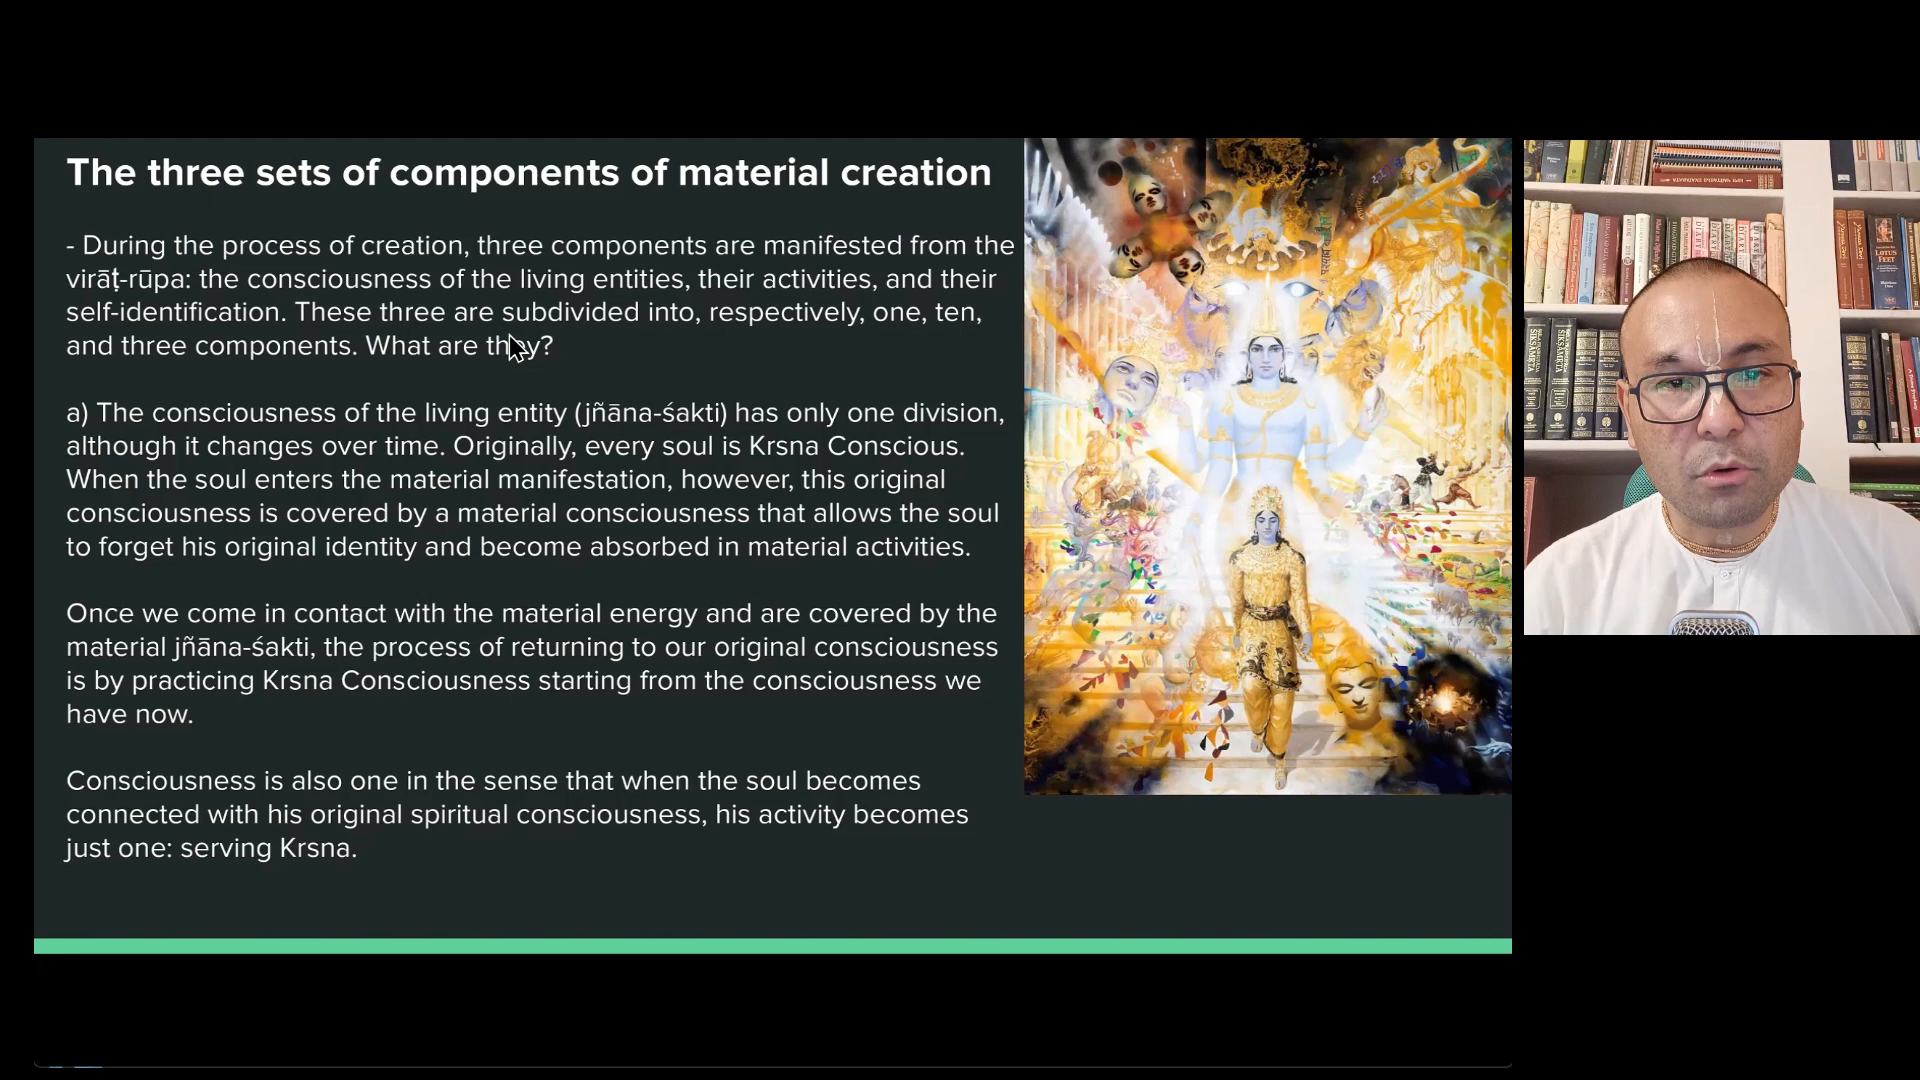 The three sets of components of material creation
- During the process of creation, three components are manifested from the
virāṭ-rūpa: the consciousness of the living entities, their activities, and their
self-identification. These three are subdivided into, respectively, one, ten,
and three components. What are they?
a) The consciousness of the living entity (jñāna-śakti) has only one division,
although it changes over time. Originally, every soul is Krsna Conscious.
When the soul enters the material manifestation, however, this original
consciousness is covered by a material consciousness that allows the soul
to forget his original identity and become absorbed in material activities.
Once we come in contact with the material energy and are covered by the
material jñāna-śakti, the process of returning to our original consciousness
is by practicing Krsna Consciousness starting from the consciousness we
have now.
Consciousness is also one in the sense that when the soul becomes
connected with his original spiritual consciousness, his activity becomes
just one: serving Krsna.
LOTUS
FEET